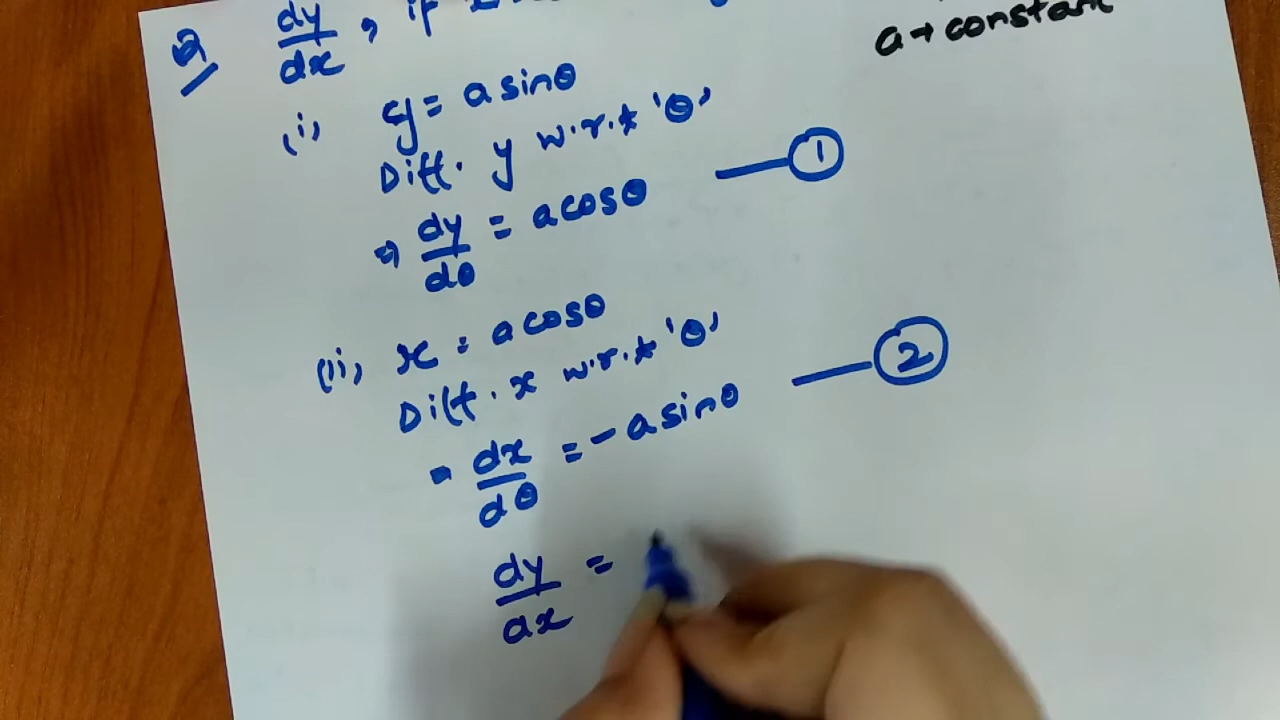 Q dy/dx, if
a → constant
(i) y = a sinθ
Diff. y w.r.t 'θ'
⇒ dy/dθ = a cosθ — ①
(ii) x = a cosθ
Diff. x w.r.t 'θ'
= dx/dθ = - a sinθ — ②
dy/dx =